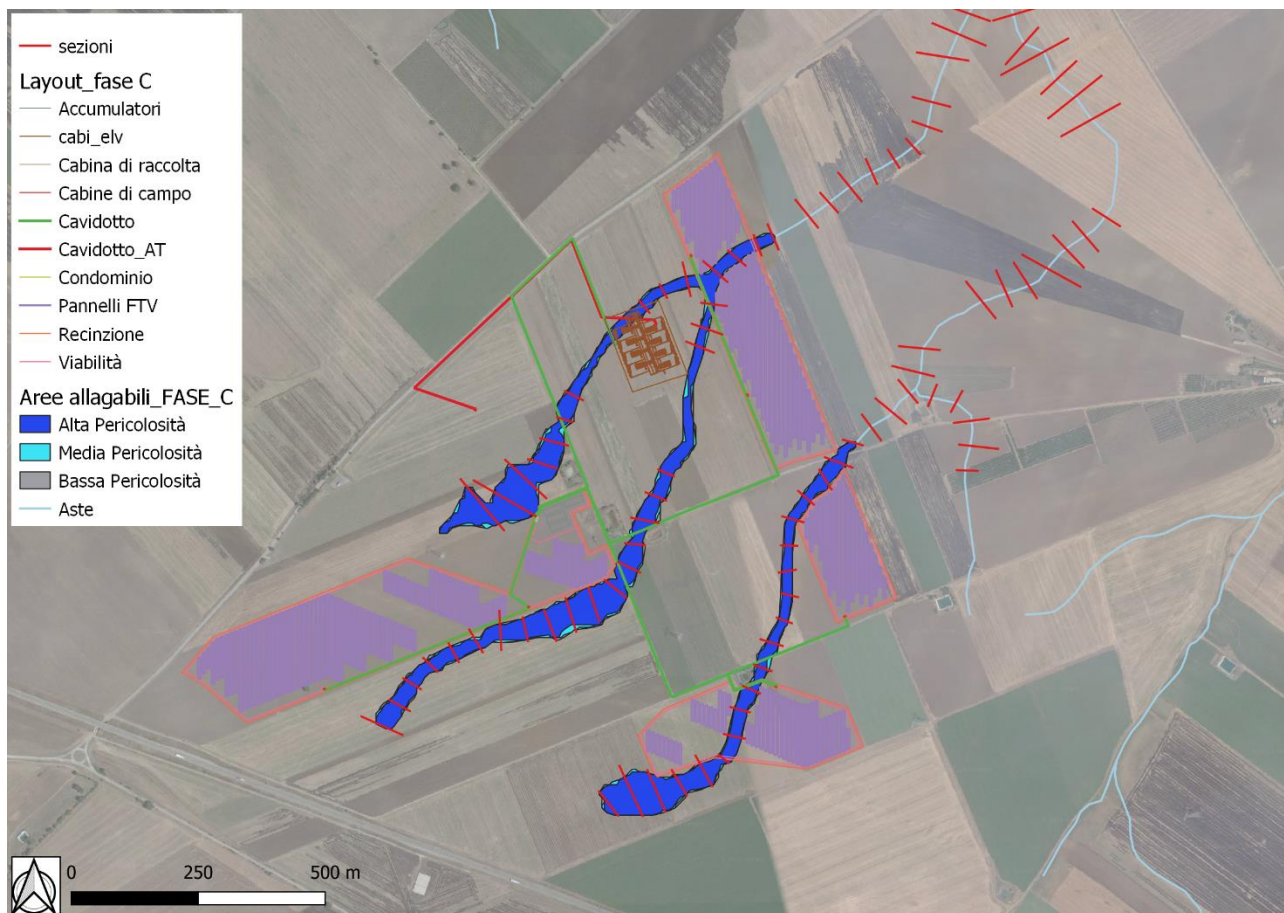 sezioni
Layout_fase C
Accumulatori
cabi_elv
Cabina di raccolta
Cabine di campo
Cavidotto
Cavidotto_AT
Condominio
Pannelli FTV
Recinzione
Viabilità
Aree allagabili_FASE_C
Alta Pericolosità
Media Pericolosità
Bassa Pericolosità
Aste
0 250 500 m